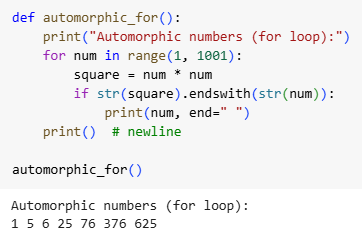 def automorphic_for():
    print("Automorphic numbers (for loop):")
    for num in range(1, 1001):
        square = num * num
        if str(square).endswith(str(num)):
            print(num, end=" ")
    print()  # newline

automorphic_for()
Automorphic numbers (for loop):
1 5 6 25 76 376 625